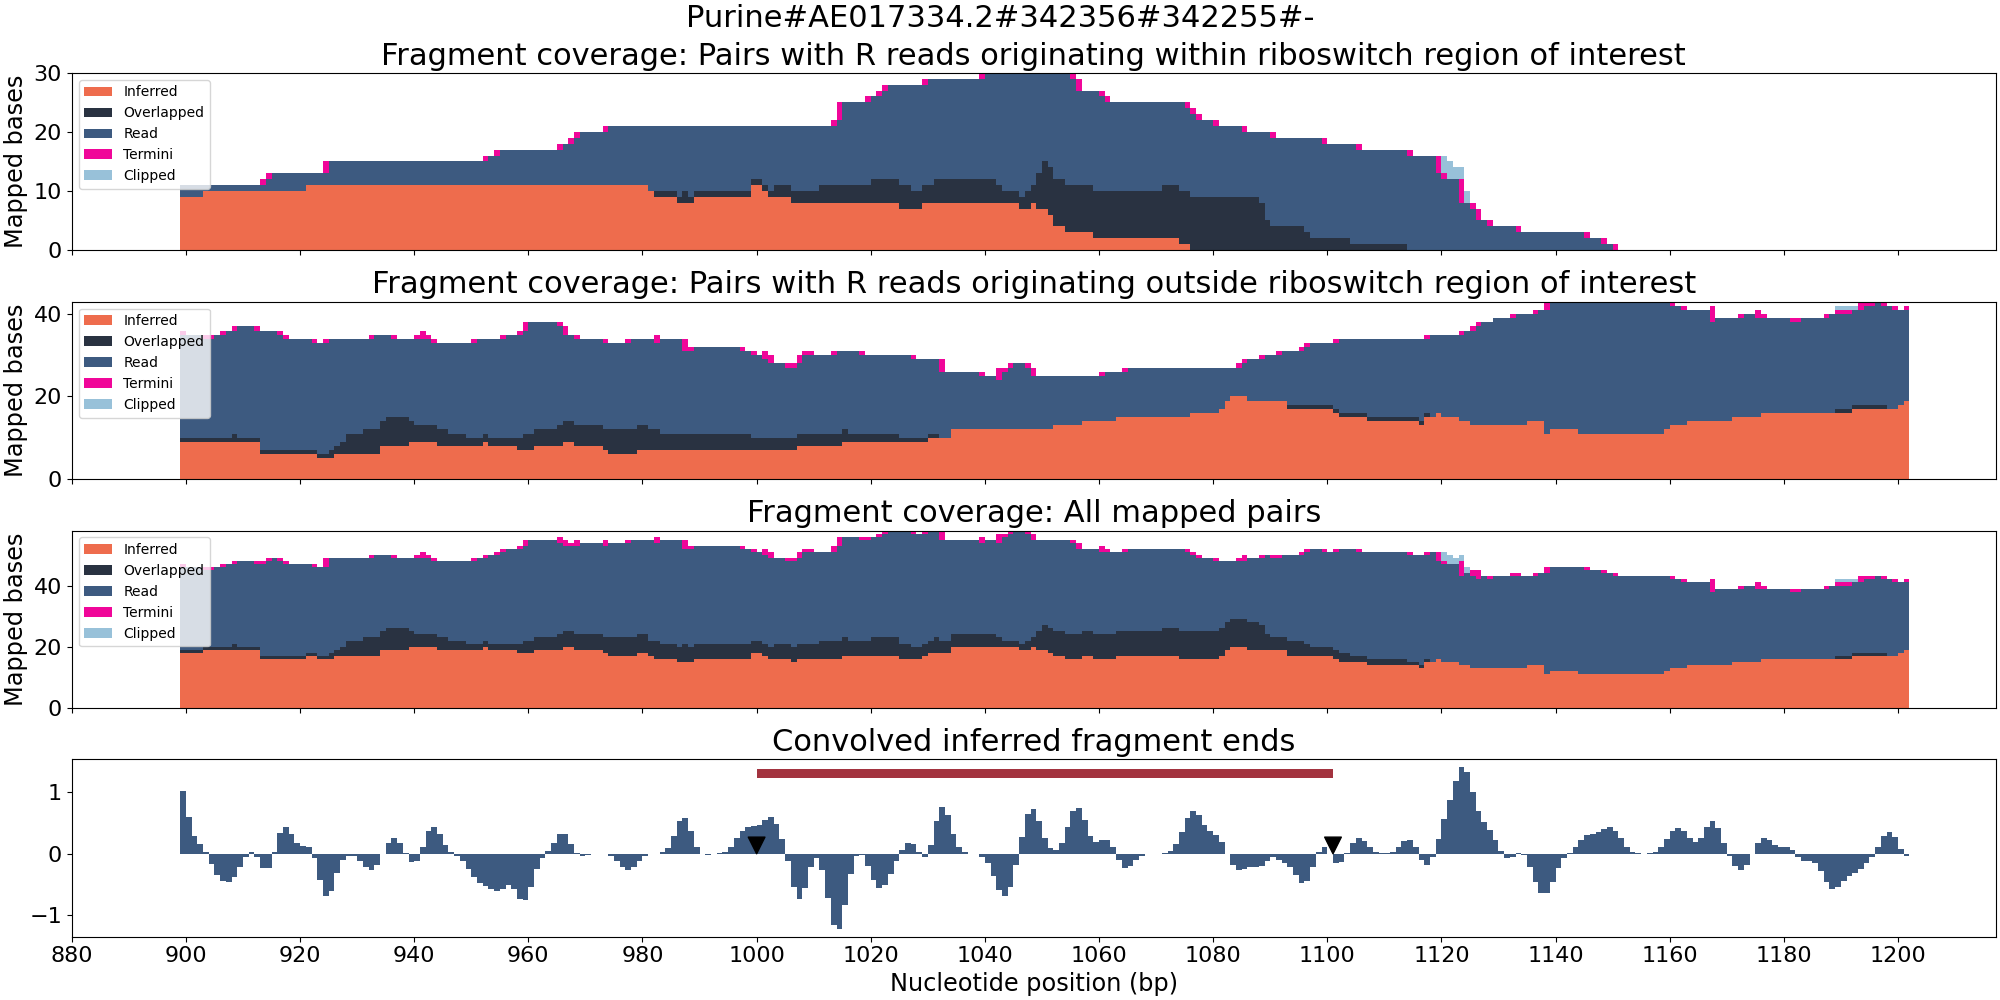 Purine#AE017334.2#342356#342255#-
Fragment coverage: Pairs with R reads originating within riboswitch region of interest
Mapped bases
30
20
10
0
Inferred
Overlapped
Read
Termini
Clipped
Fragment coverage: Pairs with R reads originating outside riboswitch region of interest
Mapped bases
40
20
0
Inferred
Overlapped
Read
Termini
Clipped
Fragment coverage: All mapped pairs
Mapped bases
40
20
0
Inferred
Overlapped
Read
Termini
Clipped
Convolved inferred fragment ends
1
0
−1
880 900 920 940 960 980 1000 1020 1040 1060 1080 1100 1120 1140 1160 1180 1200
Nucleotide position (bp)